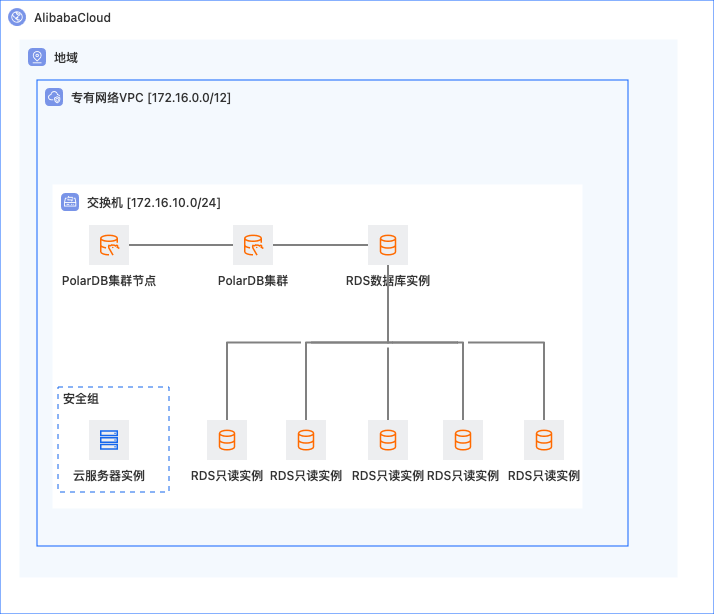 AlibabaCloud
地域
专有网络VPC [172.16.0.0/12]
交换机 [172.16.10.0/24]
PolarDB集群节点
PolarDB集群
RDS数据库实例
安全组
云服务器实例
RDS只读实例
RDS只读实例
RDS只读实例
RDS只读实例
RDS只读实例